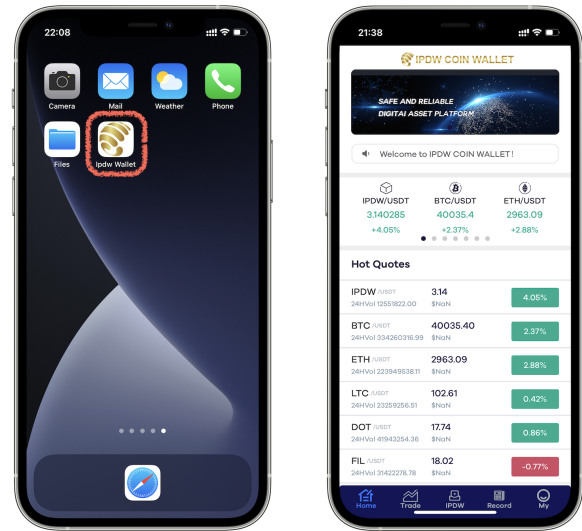 22:08
Camera
Mail
Weather
Phone
Files
Ipdw Wallet
21:38
IPDW COIN WALLET
SAFE AND RELIABLE
DIGITAI ASSET PLATFORM
Welcome to IPDW COIN WALLET!
IPDW/USDT BTC/USDT ETH/USDT
3.140285 40035.4 2963.09
+4.05% +2.37% +2.88%
Hot Quotes
IPDW /USDT 3.14 4.05%
24HVol 12551822.00 $NaN
BTC /USDT 40035.40 2.37%
24HVol 334260316.99 $NaN
ETH /USDT 2963.09 2.88%
24HVol 223949538.11 $NaN
LTC /USDT 102.61 0.42%
24HVol 23259256.51 $NaN
DOT /USDT 17.74 0.86%
24HVol 41943254.36 $NaN
FIL /USDT 18.02 -0.77%
24HVol 31422278.78 $NaN
Home Trade IPDW Record My